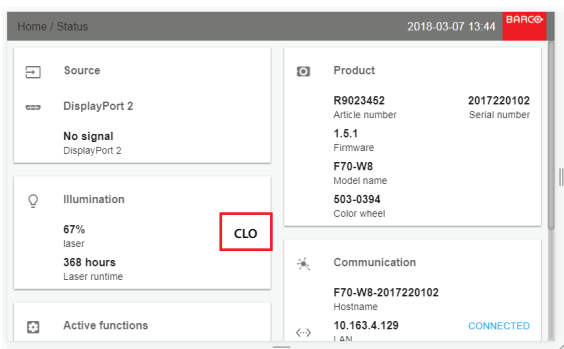 Home / Status
2018-03-07 13:44
BARCO
Source
DisplayPort 2
No signal
DisplayPort 2
Illumination
67%
laser
CLO
368 hours
Laser runtime
Active functions
Product
R9023452
2017220102
Article number
Serial number
1.5.1
Firmware
F70-W8
Model name
503-0394
Color wheel
Communication
F70-W8-2017220102
Hostname
10.163.4.129
CONNECTED
LAN